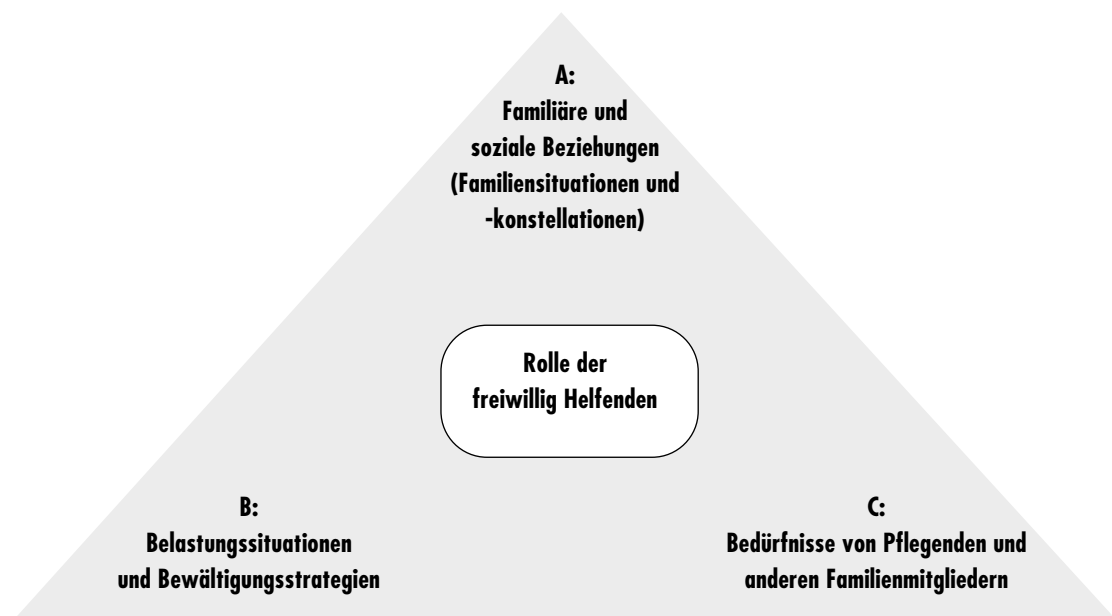 A:
Familiäre und
soziale Beziehungen
(Familiensituationen und
-konstellationen)
Rolle der
freiwillig Helfenden
B:
Belastungssituationen
und Bewältigungsstrategien
C:
Bedürfnisse von Pflegenden und
anderen Familienmitgliedern